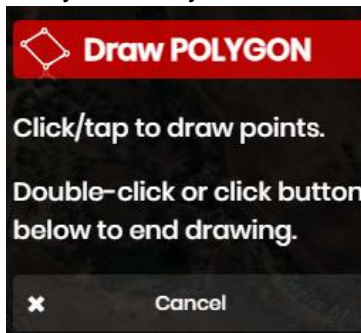 Draw POLYGON
Click/tap to draw points.
Double-click or click button
below to end drawing.
Cancel